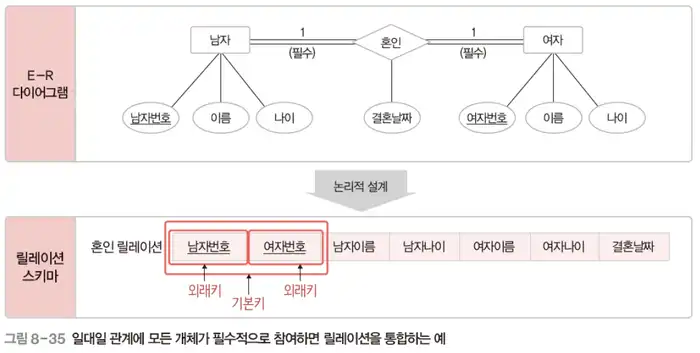 E-R
다이어그램
남자
1
(필수)
혼인
1
(필수)
여자
남자번호
이름
나이
결혼날짜
여자번호
이름
나이
논리적 설계
릴레이션
스키마
혼인 릴레이션
남자번호
여자번호
남자이름
남자나이
여자이름
여자나이
결혼날짜
외래키
기본키
외래키
그림 8-35 일대일 관계에 모든 개체가 필수적으로 참여하면 릴레이션을 통합하는 예